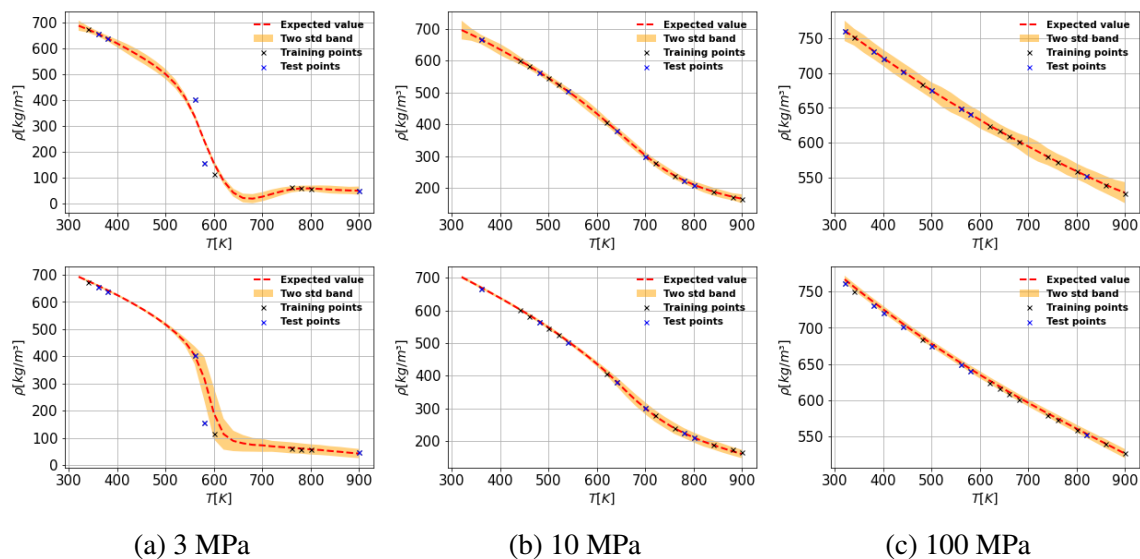 700
600
500
400
300
200
100
0
ρ[kg/m³]
300 400 500 600 700 800 900
T[K]
Expected value
Two std band
Training points
Test points
700
600
500
400
300
200
ρ[kg/m³]
300 400 500 600 700 800 900
T[K]
Expected value
Two std band
Training points
Test points
750
700
650
600
550
ρ[kg/m³]
300 400 500 600 700 800 900
T[K]
Expected value
Two std band
Training points
Test points
700
600
500
400
300
200
100
0
ρ[kg/m³]
300 400 500 600 700 800 900
T[K]
Expected value
Two std band
Training points
Test points
700
600
500
400
300
200
ρ[kg/m³]
300 400 500 600 700 800 900
T[K]
Expected value
Two std band
Training points
Test points
750
700
650
600
550
ρ[kg/m³]
300 400 500 600 700 800 900
T[K]
Expected value
Two std band
Training points
Test points
(a) 3 MPa
(b) 10 MPa
(c) 100 MPa